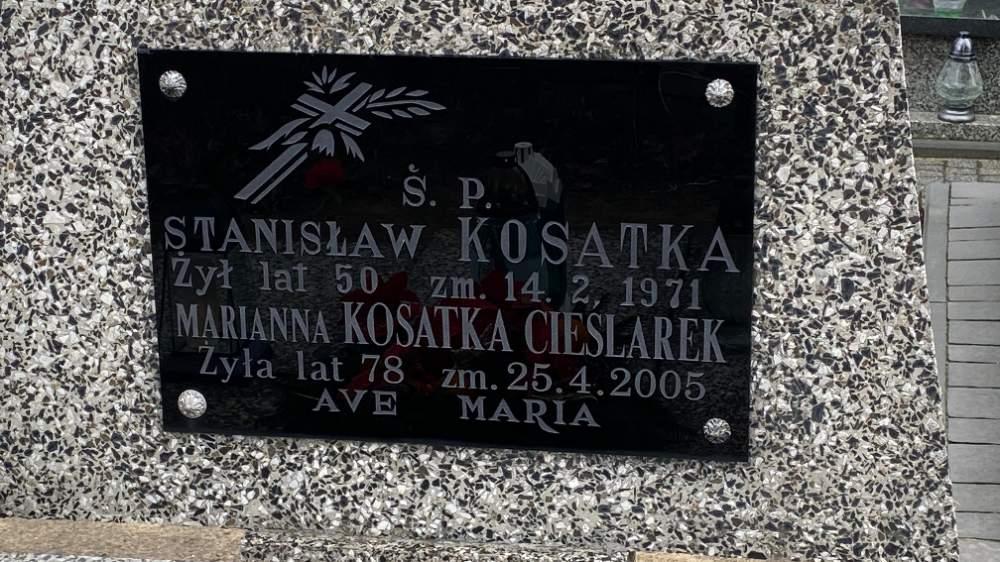 Ś. P.
STANISŁAW KOSATKA
Żył lat 50 zm. 14. 2, 1971
MARIANNA KOSATKA CIEŚLAREK
Żyła lat 78 zm. 25.4.2005
AVE MARIA